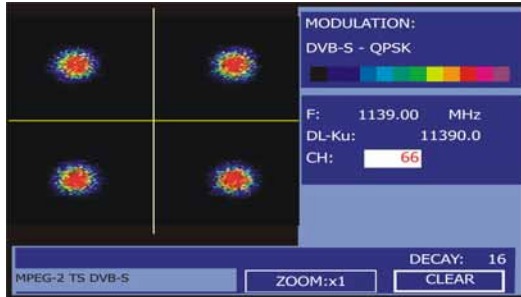 MODULATION:
DVB-S - QPSK
F: 1139.00 MHz
DL-Ku: 11390.0
CH: 66
DECAY: 16
MPEG-2 TS DVB-S
ZOOM:x1
CLEAR